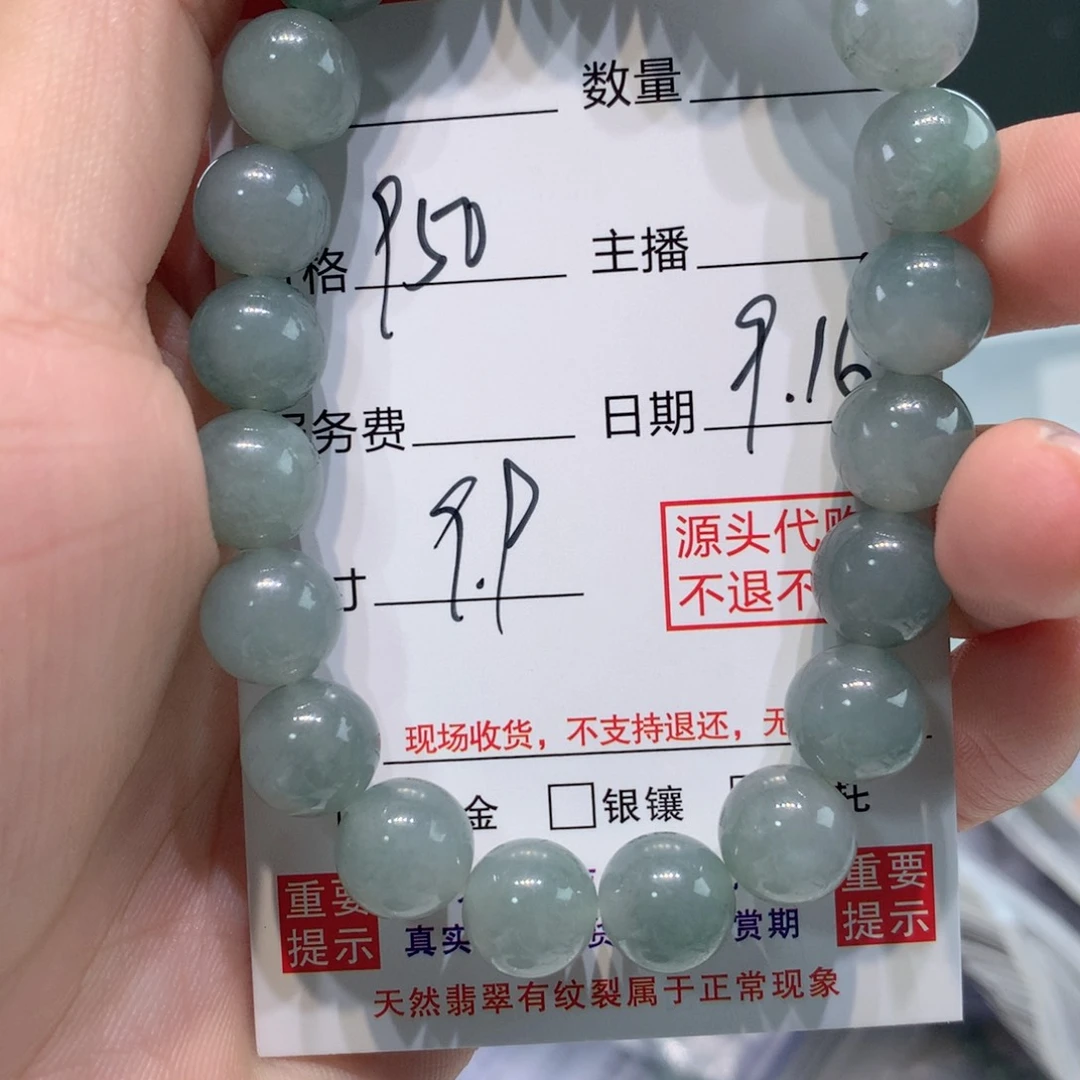 数量
格 950 主播
务费 日期 9.16
寸 9.9
源头代
不退不
现场收货，不支持退还，无
金 银镶 托
重要提示 真实 赏期 重要提示
天然翡翠有纹裂属于正常现象